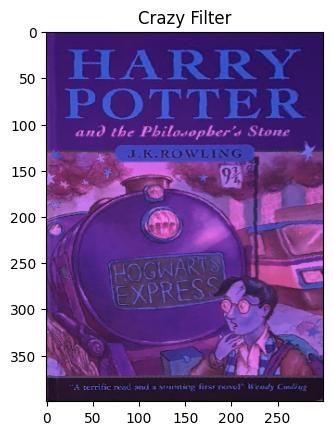 Crazy Filter
HARRY
POTTER
and the Philosopher's Stone
J.K.ROWLING
9¾
HOGWARTS
EXPRESS
"A terrific read and a stunning first novel" Wendy Cooling
0
50
100
150
200
250
300
350
0
50
100
150
200
250